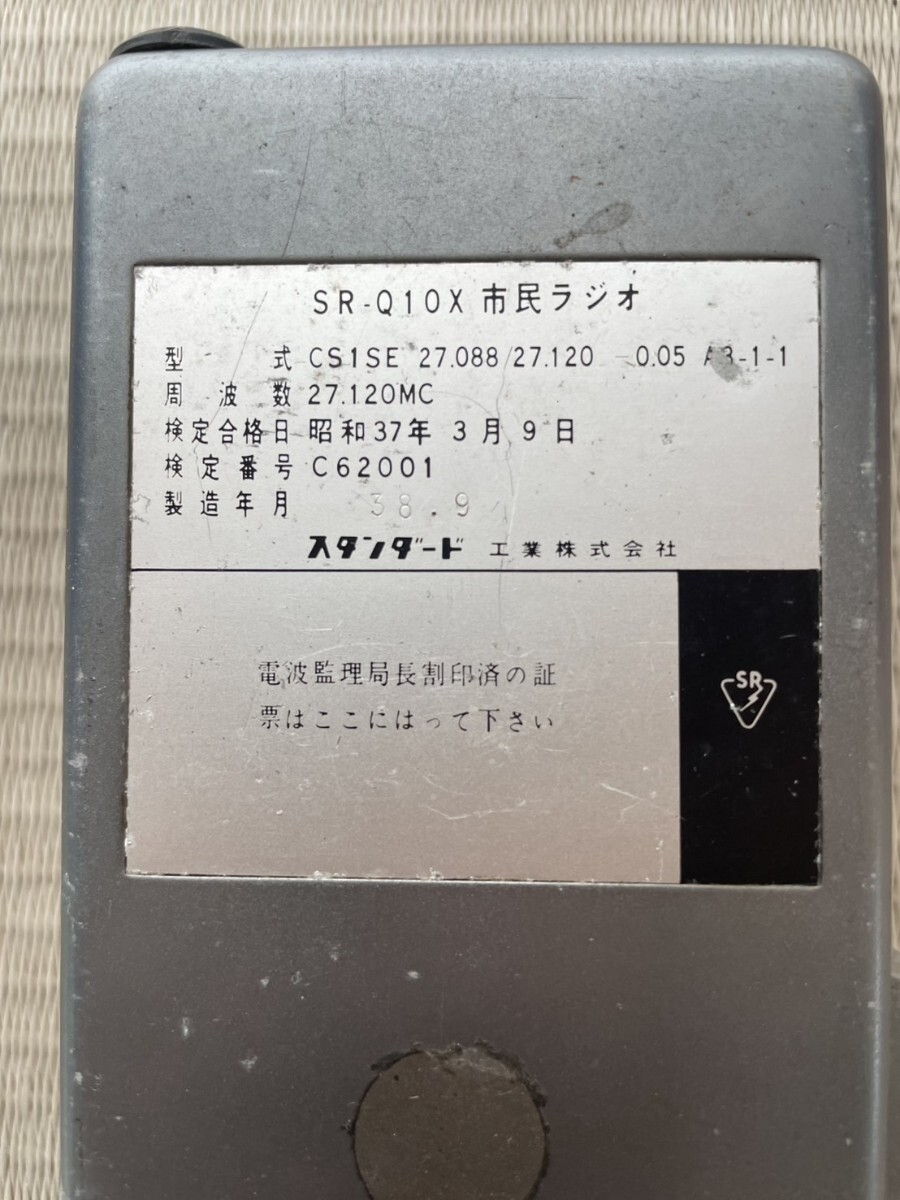 SR-Q10X 市民ラジオ
型 式 CS1SE 27.088/27.120 0.05 A3-1-1
周 波 数 27.120MC
検定合格日 昭和37年 3月 9日
検定番号 C62001
製造年月 38.9
スタンダード 工業株式会社
電波監理局長割印済の証
票はここにはって下さい
SR